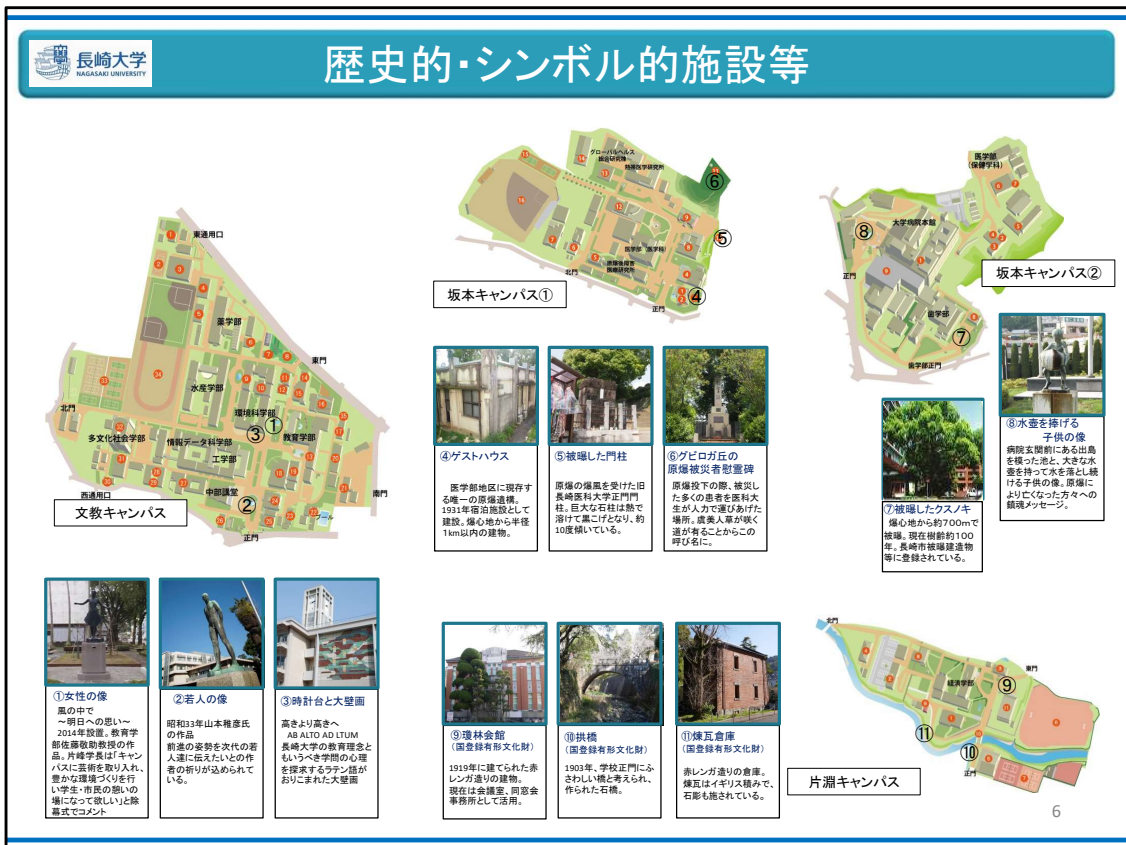 長崎大学
NAGASAKI UNIVERSITY
歴史的・シンボル的施設等
東通用口
薬学部
東門
水産学部
北門
環境科学部
①
③
教育学部
多文化社会学部
情報データ科学部
工学部
中部講堂
西通用口
②
南門
プール
正門
文教キャンパス
グローバルヘルス
総合研究棟
熱帯医学研究所
⑥
医学部(医学科)
⑤
原爆後障害
医療研究所
北門
④
正門
坂本キャンパス①
医学部
(保健学科)
大学病院本館
⑧
正門
坂本キャンパス②
歯学部
⑦
歯学部正門
④ゲストハウス
医学部地区に現存す
る唯一の原爆遺構。
1931年宿泊施設として
建設。爆心地から半径
1km以内の建物。
⑤被爆した門柱
原爆の爆風を受けた旧
長崎医科大学正門門
柱。巨大な石柱は熱で
溶けて黒こげとなり、約
10度傾いている。
⑥グビロガ丘の
原爆被災者慰霊碑
原爆投下の際、被災し
た多くの患者を医科大
生が人力で運びあげた
場所。虞美人草が咲く
道が有ることからこの
呼び名に。
⑦被爆したクスノキ
爆心地から約700mで
被爆。現在樹齢約100
年。長崎市被爆建造物
等に登録されている。
⑧水壺を捧げる
子供の像
病院玄関前にある出島
を模った池と、大きな水
壺を持って水を落とし続
ける子供の像。原爆に
より亡くなった方々への
鎮魂メッセージ。
①女性の像
風の中で
～明日への思い～
2014年設置。教育学
部佐藤敬助教授の作
品。片峰学長は「キャン
パスに芸術を取り入れ、
豊かな環境づくりを行
い学生・市民の憩いの
場になって欲しい」と除
幕式でコメント
②若人の像
昭和33年山本稚彦氏
の作品
前進の姿勢を次代の若
人達に伝えたいとの作
者の祈りが込められて
いる。
③時計台と大壁画
高きより高きへ
AB ALTO AD LTUM
長崎大学の教育理念と
もいうべき学問の心理
を探求するラテン語が
おりこまれた大壁画
⑨瓊林会館
(国登録有形文化財)
1919年に建てられた赤
レンガ造りの建物。
現在は会議室、同窓会
事務所として活用。
⑩拱橋
(国登録有形文化財)
1903年、学校正門にふ
さわしい橋と考えられ、
作られた石橋。
⑪煉瓦倉庫
(国登録有形文化財)
赤レンガ造りの倉庫。
煉瓦はイギリス積みで、
石彫も施されている。
北門
東門
経済学部
⑨
⑪
⑩
正門
片淵キャンパス
6